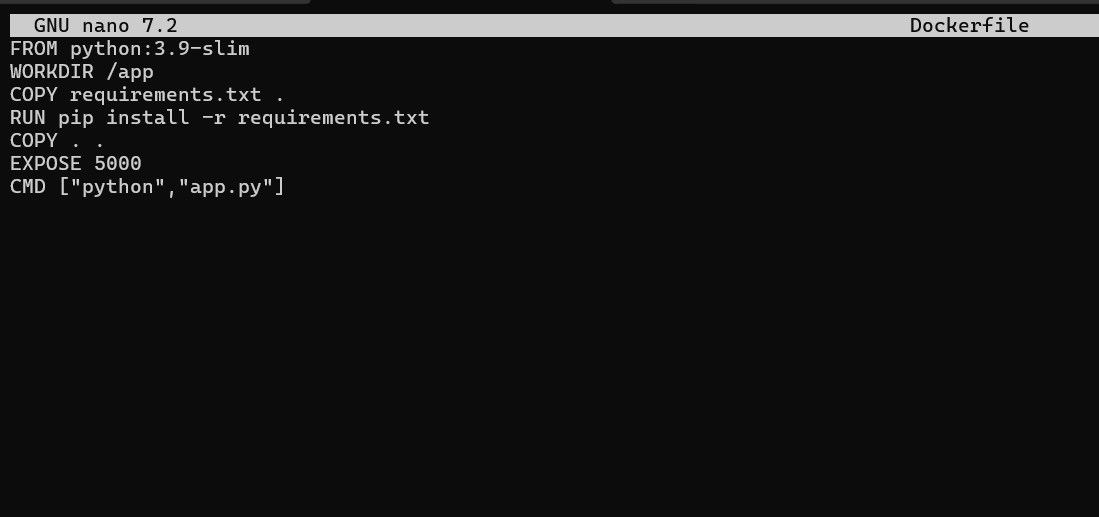 GNU nano 7.2 Dockerfile
FROM python:3.9-slim
WORKDIR /app
COPY requirements.txt .
RUN pip install -r requirements.txt
COPY . .
EXPOSE 5000
CMD ["python","app.py"]